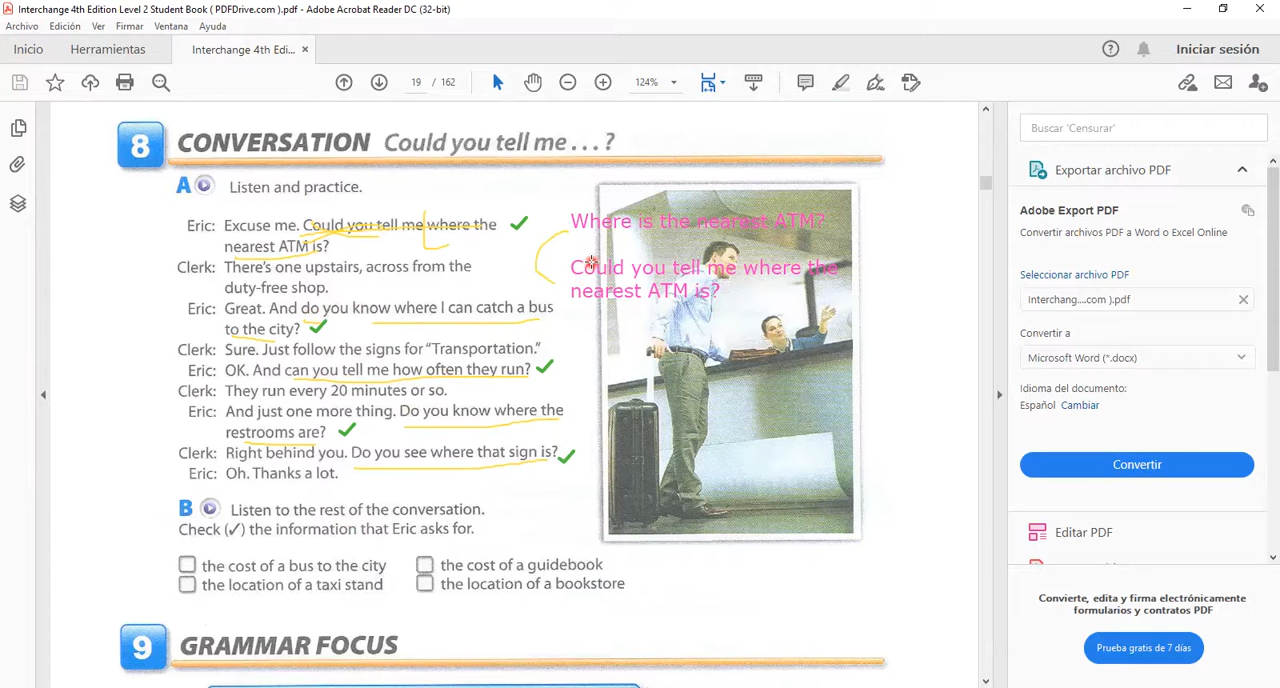 Interchange 4th Edition Level 2 Student Book ( PDFDrive.com ).pdf - Adobe Acrobat Reader DC (32-bit)
Archivo Edición Ver Firmar Ventana Ayuda
Inicio Herramientas Interchange 4th Edi... × Iniciar sesión
19 / 162 124%
8 CONVERSATION Could you tell me . . . ?
A Listen and practice.
Eric: Excuse me. Could you tell me where the
nearest ATM is?
Clerk: There's one upstairs, across from the
duty-free shop.
Eric: Great. And do you know where I can catch a bus
to the city?
Clerk: Sure. Just follow the signs for "Transportation."
Eric: OK. And can you tell me how often they run?
Clerk: They run every 20 minutes or so.
Eric: And just one more thing. Do you know where the
restrooms are?
Clerk: Right behind you. Do you see where that sign is?
Eric: Oh. Thanks a lot.
Where is the nearest ATM?
Could you tell me where the
nearest ATM is?
B Listen to the rest of the conversation.
Check (✓) the information that Eric asks for.
the cost of a bus to the city the cost of a guidebook
the location of a taxi stand the location of a bookstore
9 GRAMMAR FOCUS
Buscar 'Censurar'
Exportar archivo PDF
Adobe Export PDF
Convertir archivos PDF a Word o Excel Online
Seleccionar archivo PDF
Interchang....com ).pdf
Convertir a
Microsoft Word (*.docx)
Idioma del documento:
Español Cambiar
Convertir
Editar PDF
Convierte, edita y firma electrónicamente
formularios y contratos PDF
Prueba gratis de 7 días